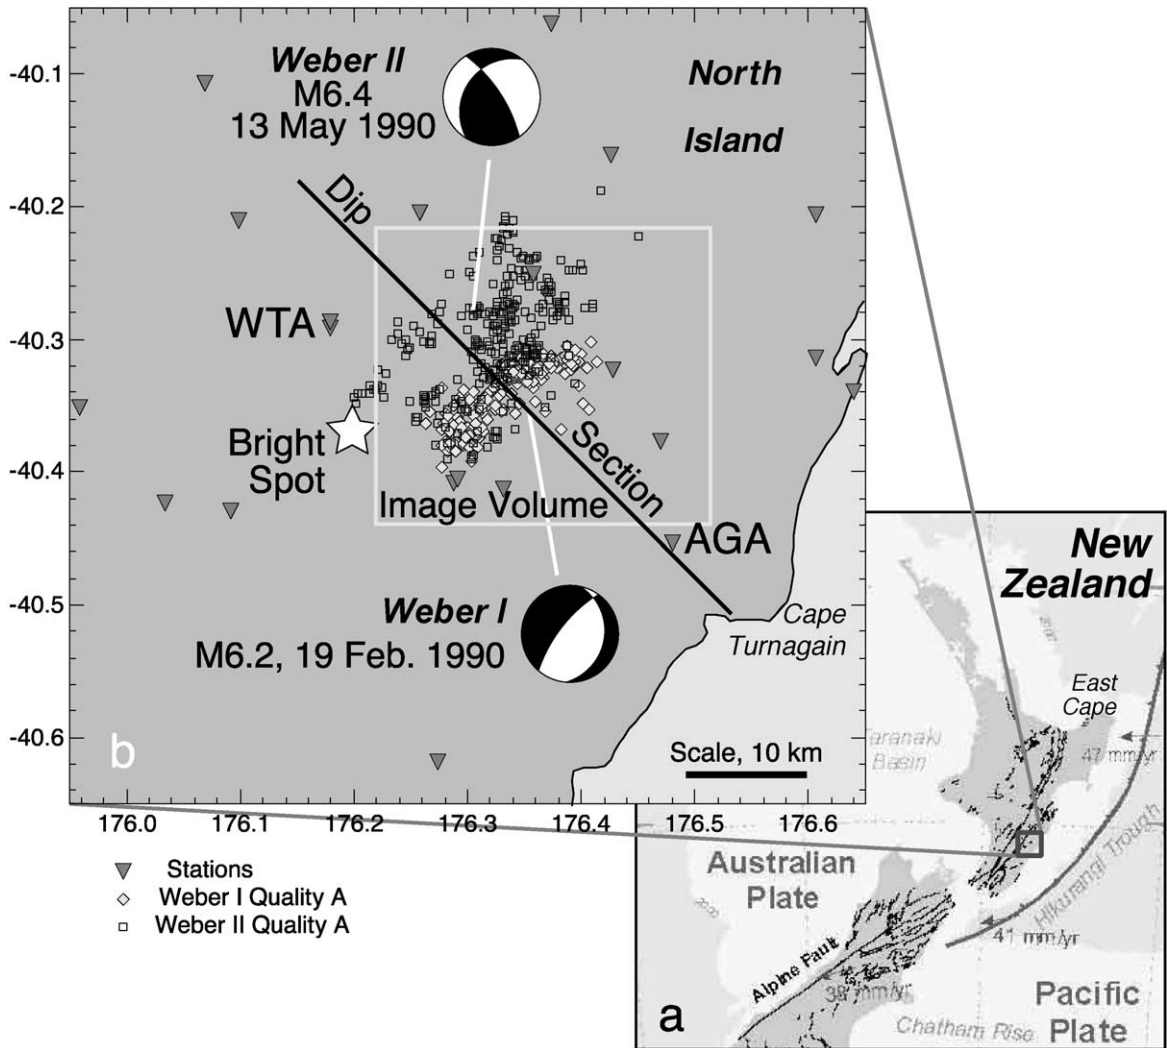 -40.1
-40.2
-40.3
-40.4
-40.5
-40.6
Weber II
M6.4
13 May 1990
North
Island
Dip
WTA
Bright
Spot
Section
Image Volume
AGA
Weber I
M6.2, 19 Feb. 1990
Cape
Turnagain
b
Scale, 10 km
176.0 176.1 176.2 176.3 176.4 176.5 176.6
Stations
Weber I Quality A
Weber II Quality A
New
Zealand
East
Cape
Taranaki
Basin
47 mm/yr
Australian
Plate
Hikurangi Trough
41 mm/yr
Alpine Fault
38 mm/yr
a
Pacific
Plate
Chatham Rise